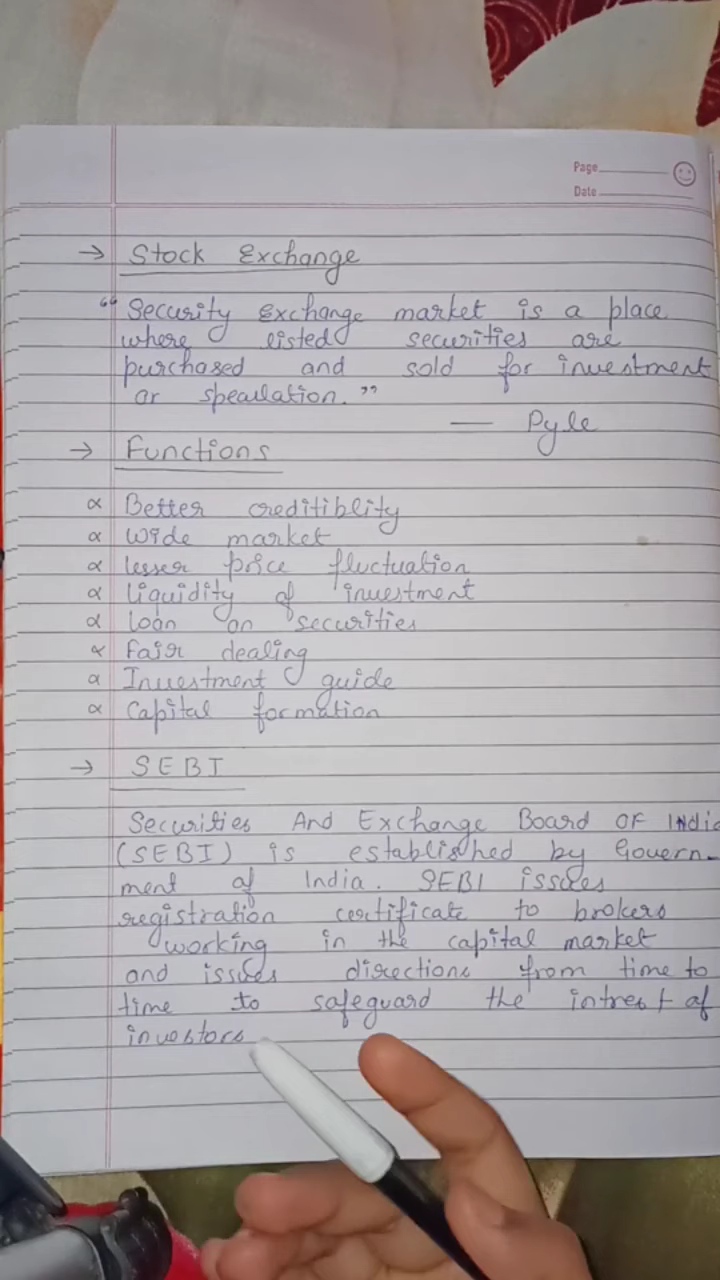 Page
Date
→ Stock Exchange
“ Security Exchange market is a place
where listed securities are
purchased and sold for investment
or speculation. ”
— Pyle
→ Functions
∝ Better creditiblity
∝ Wide market
∝ lesser price fluctuation
∝ liquidity of investment
∝ loan on securities
∝ Fair dealing
∝ Investment guide
∝ Capital formation
→ SEBI
Securities And Exchange Board OF India
(SEBI) is established by Govern-
ment of India. SEBI issues
registration certificate to brokers
working in the capital market
and issues directions from time to
time to safeguard the intrest of
investors